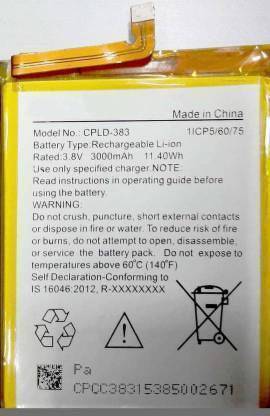 Made in China
Model No.: CPLD-383 1ICP5/60/75
Battery Type:Rechargeable Li-ion
Rated:3.8V 3000mAh 11.40Wh
Use only specified charger.NOTE:
Read instructions in operating guide before
using the battery.
WARNING:
Do not crush, puncture, short external contacts
or dispose in fire or water. To reduce risk of fire
or burns, do not attempt to open, disassemble,
or service the battery pack. Do not expose to
temperatures above 60°C (140°F)
Self Declaration-Conforming to
IS 16046:2012, R-XXXXXXXX
Pa
CPCC38315385002671